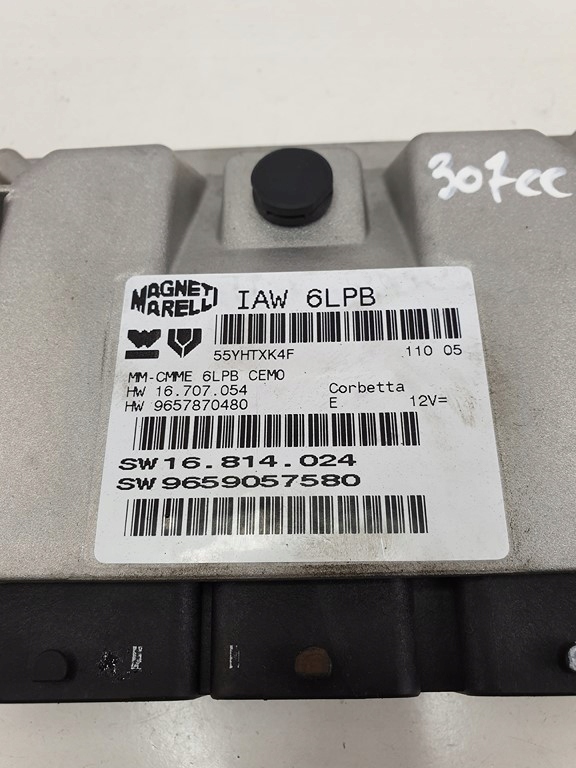 307cc
MAGNETI MARELLI IAW 6LPB
55YHTXK4F 110 05
MM-CMME 6LPB CEMO
HW 16.707.054 Corbetta
HW 9657870480 E 12V=
SW 16.814.024
SW 9659057580